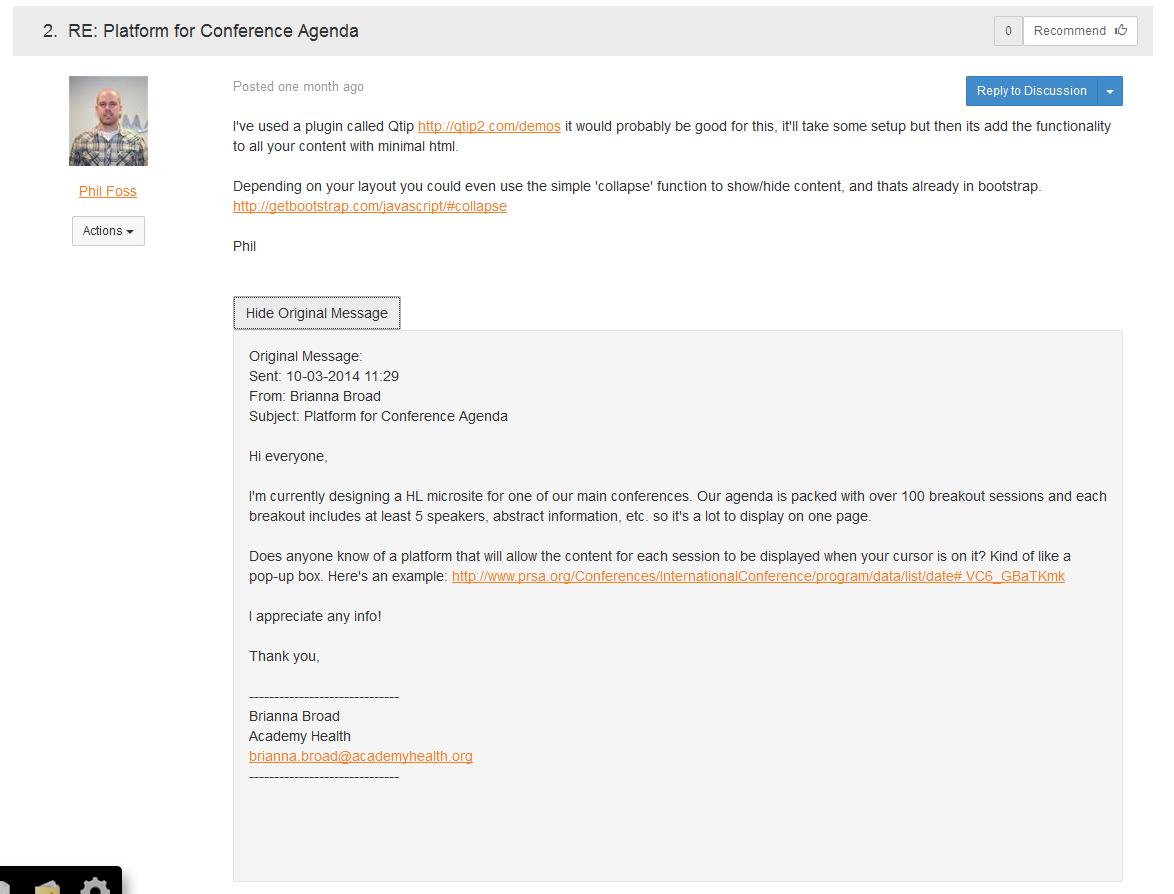 2. RE: Platform for Conference Agenda
0 Recommend
Posted one month ago
Reply to Discussion
I've used a plugin called Qtip http://qtip2.com/demos it would probably be good for this, it'll take some setup but then its add the functionality
to all your content with minimal html.
Depending on your layout you could even use the simple 'collapse' function to show/hide content, and thats already in bootstrap.
http://getbootstrap.com/javascript/#collapse
Phil
Phil Foss
Actions
Hide Original Message
Original Message:
Sent: 10-03-2014 11:29
From: Brianna Broad
Subject: Platform for Conference Agenda
Hi everyone,
I'm currently designing a HL microsite for one of our main conferences. Our agenda is packed with over 100 breakout sessions and each
breakout includes at least 5 speakers, abstract information, etc. so it's a lot to display on one page.
Does anyone know of a platform that will allow the content for each session to be displayed when your cursor is on it? Kind of like a
pop-up box. Here's an example: http://www.prsa.org/Conferences/InternationalConference/program/data/list/date#.VC6_GBaTKmk
I appreciate any info!
Thank you,
------------------------------
Brianna Broad
Academy Health
brianna.broad@academyhealth.org
------------------------------